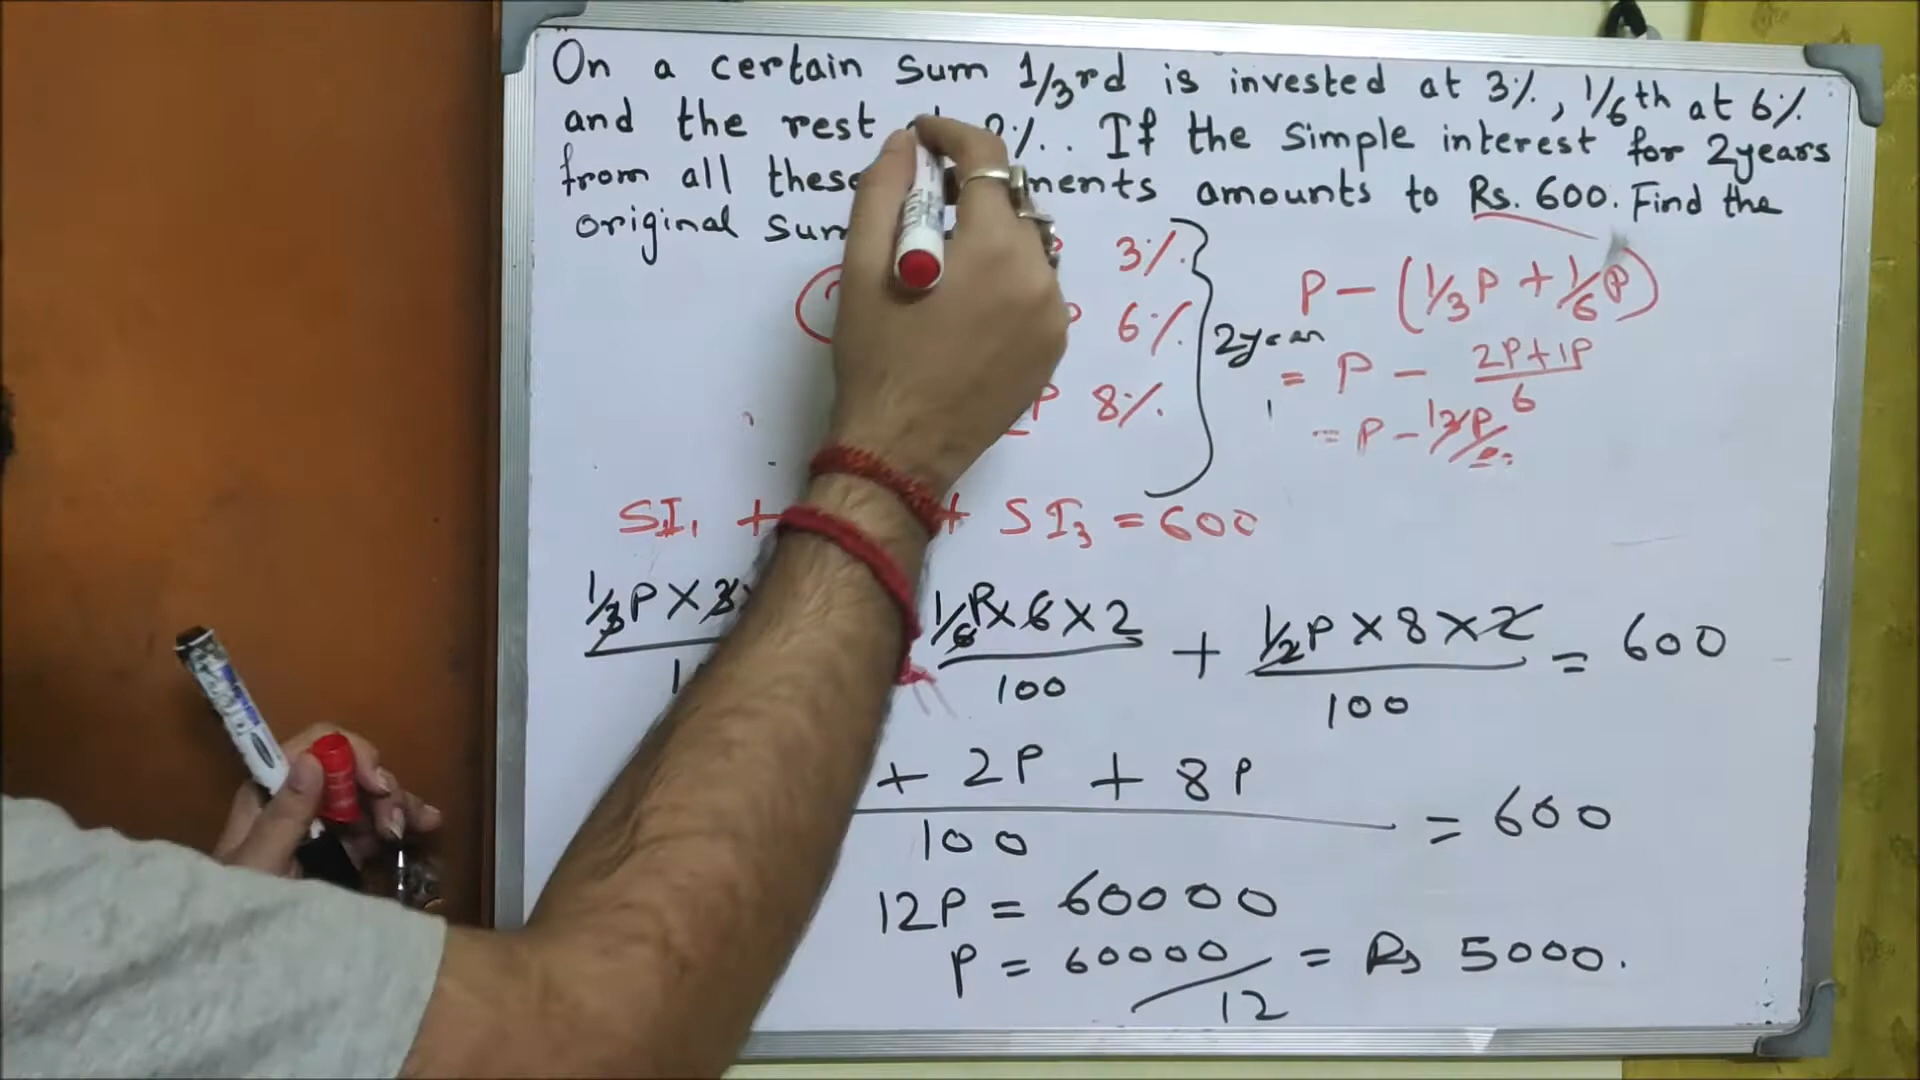 On a certain sum 1/3rd is invested at 3%, 1/6th at 6%
and the rest %. . If the simple interest for 2years
from all these amounts to Rs. 600. Find the
original
3%
6%
8%
2year
P - (1/3P + 1/6P)
= P - 2P+1P/6
= P -
SI1 + + SI3 = 600
1/3P × 3 1/6P × 6 × 2/100 + 1/2P × 8 × 2/100 = 600
+ 2P + 8P/100 = 600
12P = 60000
P = 60000/12 = Rs 5000.